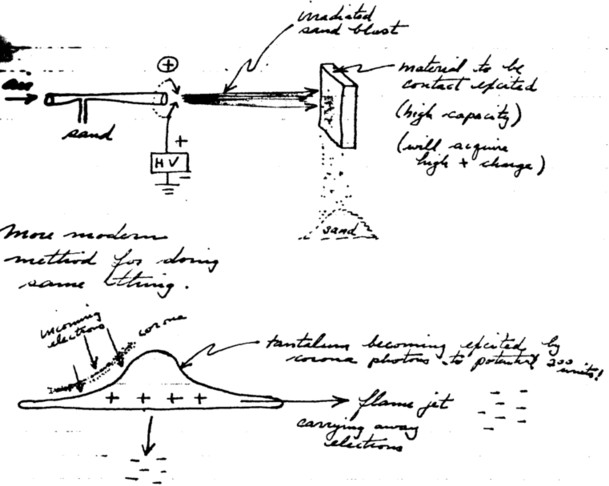 irradiated
sand blast
air
+
sand
+
HV
material to be
contact excited
(high capacity)
(will acquire
high + charge)
sand
More modern
method for doing
same thing.
incoming
electrons
corona
tantalum becoming excited by
corona photons to potential 200
units!
+ + + +
flame jet
carrying away
electrons